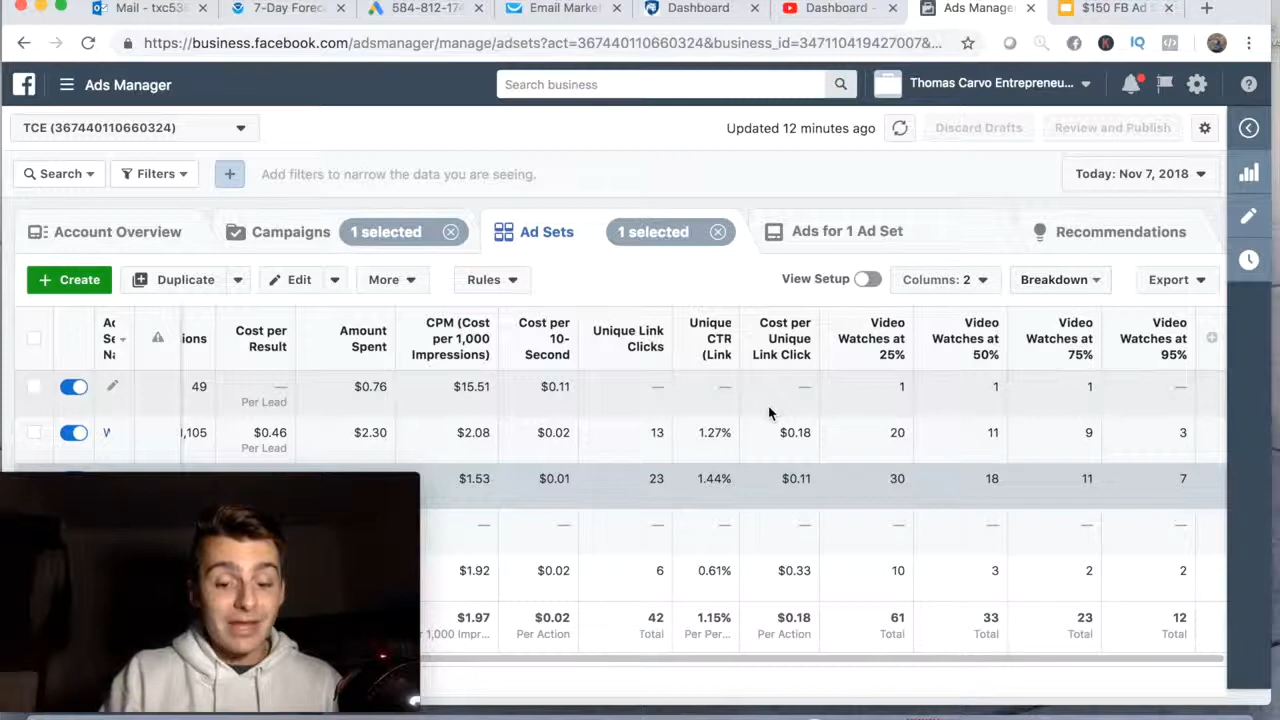 Mail - txc538
7-Day Forec
584-812-174
Email Market
Dashboard
Dashboard -
Ads Manage
$150 FB Ad S
https://business.facebook.com/adsmanager/manage/adsets?act=367440110660324&business_id=347110419427007&...
Ads Manager
Search business
Thomas Carvo Entrepreneu...
TCE (367440110660324)
Updated 12 minutes ago
Discard Drafts
Review and Publish
Search
Filters
Add filters to narrow the data you are seeing.
Today: Nov 7, 2018
Account Overview
Campaigns
1 selected
Ad Sets
1 selected
Ads for 1 Ad Set
Recommendations
+ Create
Duplicate
Edit
More
Rules
View Setup
Columns: 2
Breakdown
Export
Ad Se Na
ions
Cost per Result
Amount Spent
CPM (Cost per 1,000 Impressions)
Cost per 10-Second
Unique Link Clicks
Unique CTR (Link
Cost per Unique Link Click
Video Watches at 25%
Video Watches at 50%
Video Watches at 75%
Video Watches at 95%
49 — $0.76 $15.51 $0.11 — — — 1 1 1 —
Per Lead
W ,105 $0.46 $2.30 $2.08 $0.02 13 1.27% $0.18 20 11 9 3
Per Lead
$1.53 $0.01 23 1.44% $0.11 30 18 11 7
— — — — — — — — —
$1.92 $0.02 6 0.61% $0.33 10 3 2 2
$1.97 $0.02 42 1.15% $0.18 61 33 23 12
1,000 Impr... Per Action Total Per Per... Per Action Total Total Total Total